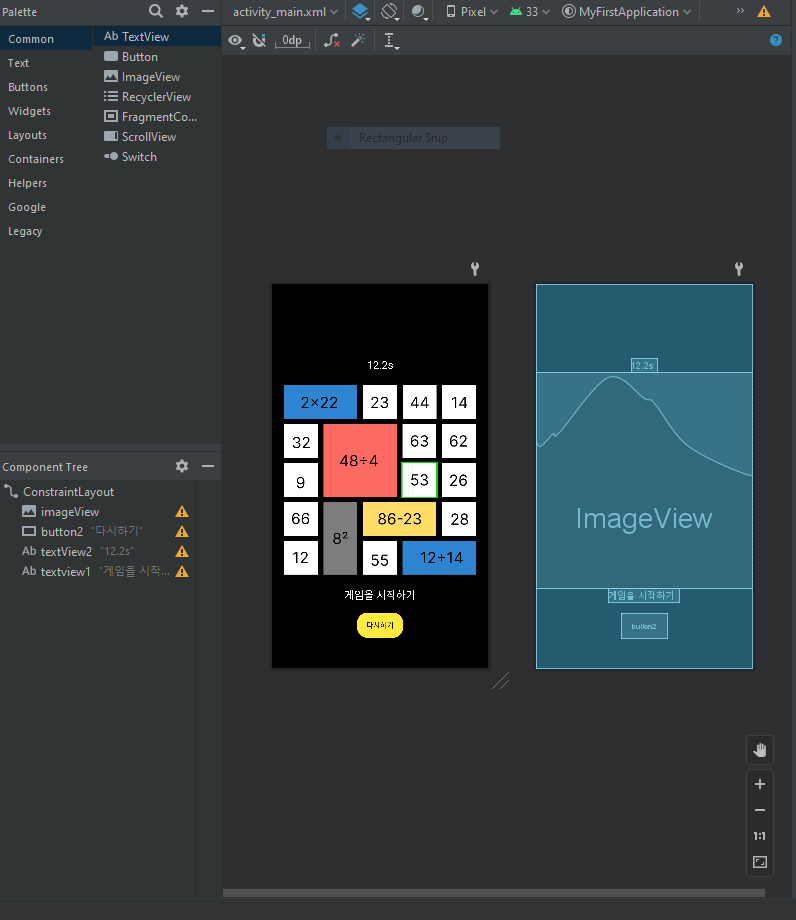 Palette
activity_main.xml
Pixel
33
MyFirstApplication
»
Common
Text
Buttons
Widgets
Layouts
Containers
Helpers
Google
Legacy
Ab TextView
Button
ImageView
RecyclerView
FragmentCo...
ScrollView
Switch
0dp
?
Rectangular Snip
12.2s
2×22 23 44 14
32 48÷4 63 62
9 53 26
66 8² 86-23 28
12 55 12+14
게임을 시작하기
다시하기
12.2s
ImageView
게임을 시작하기
button2
Component Tree
ConstraintLayout
imageView
button2 "다시하기"
Ab textView2 "12.2s"
Ab textview1 "게임을 시작...
1:1